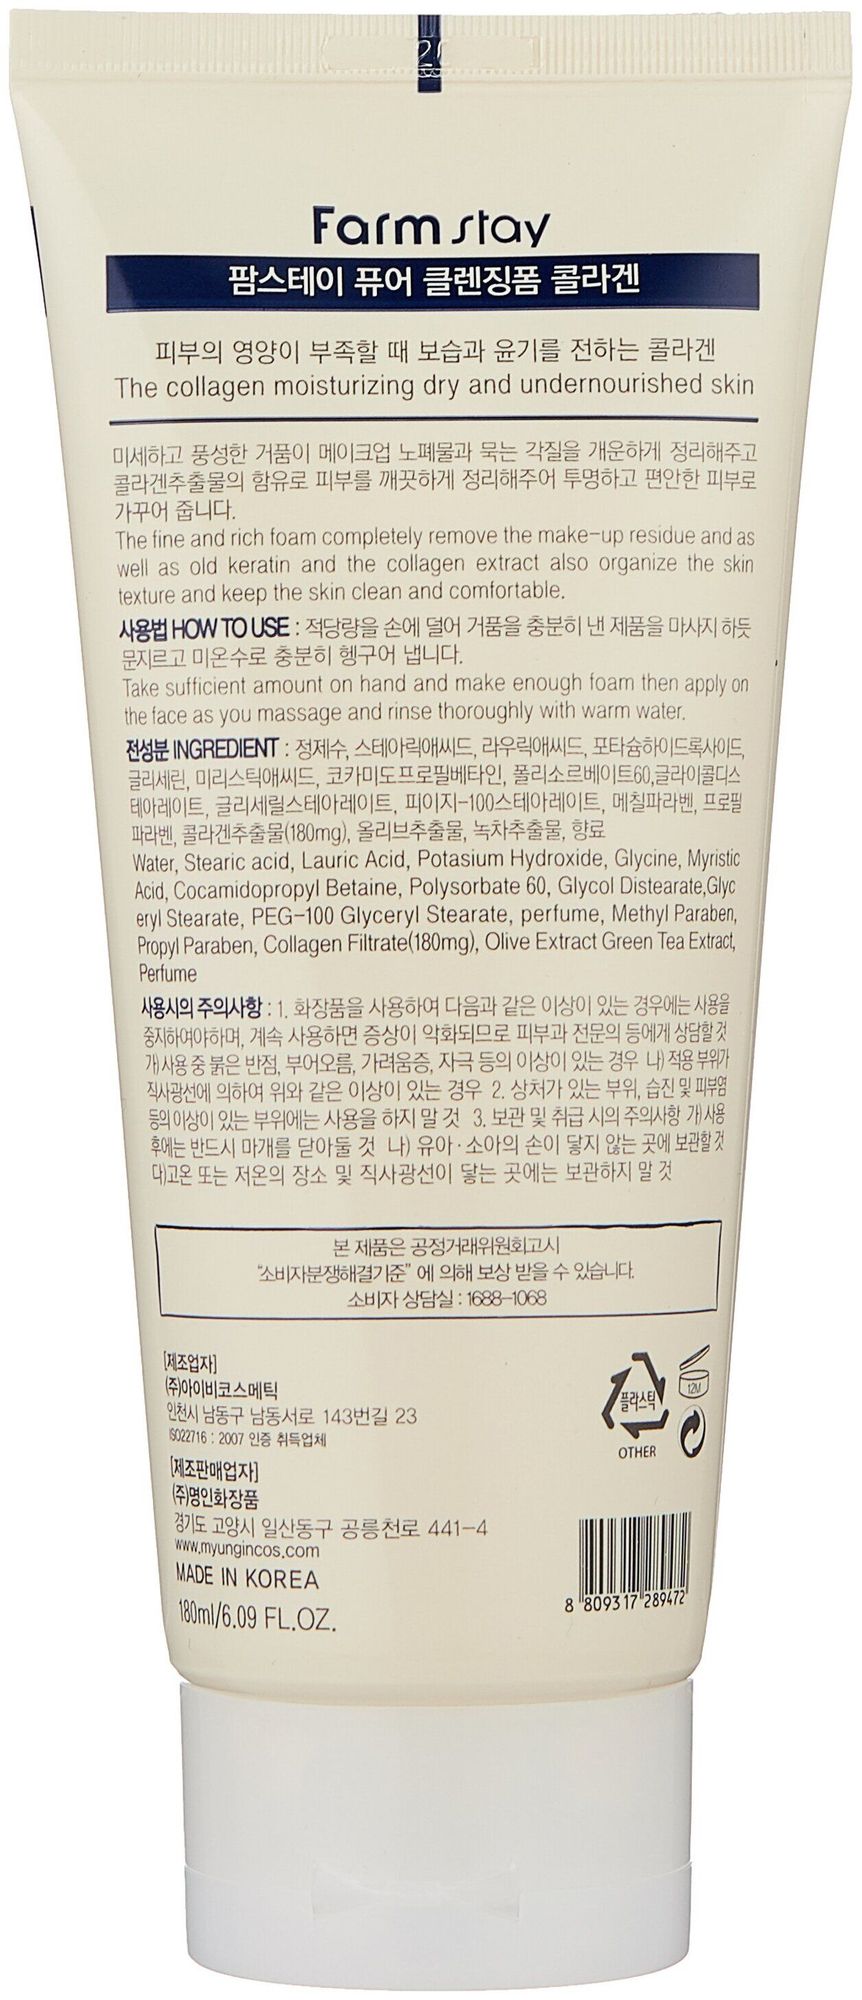 Farm stay
팜스테이 퓨어 클렌징폼 콜라겐
피부의 영양이 부족할 때 보습과 윤기를 전하는 콜라겐
The collagen moisturizing dry and undernourished skin
미세하고 풍성한 거품이 메이크업 노폐물과 묵는 각질을 개운하게 정리해주고
콜라겐추출물의 함유로 피부를 깨끗하게 정리해주어 투명하고 편안한 피부로
가꾸어 줍니다.
The fine and rich foam completely remove the make-up residue and as
well as old keratin and the collagen extract also organize the skin
texture and keep the skin clean and comfortable.
사용법 HOW TO USE : 적당량을 손에 덜어 거품을 충분히 낸 제품을 마사지 하듯
문지르고 미온수로 충분히 헹구어 냅니다.
Take sufficient amount on hand and make enough foam then apply on
the face as you massage and rinse thoroughly with warm water.
전성분 INGREDIENT : 정제수, 스테아릭애씨드, 라우릭애씨드, 포타슘하이드록사이드,
글리세린, 미리스틱애씨드, 코카미도프로필베타인, 폴리소르베이트60,글라이콜디스
테아레이트, 글리세릴스테아레이트, 피이지-100스테아레이트, 메칠파라벤, 프로필
파라벤, 콜라겐추출물(180mg), 올리브추출물, 녹차추출물, 향료
Water, Stearic acid, Lauric Acid, Potasium Hydroxide, Glycine, Myristic
Acid, Cocamidopropyl Betaine, Polysorbate 60, Glycol Distearate,Glyc
eryl Stearate, PEG-100 Glyceryl Stearate, perfume, Methyl Paraben,
Propyl Paraben, Collagen Filtrate(180mg), Olive Extract Green Tea Extract,
Perfume
사용시의 주의사항 : 1. 화장품을 사용하여 다음과 같은 이상이 있는 경우에는 사용을
중지하여야하며, 계속 사용하면 증상이 악화되므로 피부과 전문의 등에게 상담할 것
가)사용 중 붉은 반점, 부어오름, 가려움증, 자극 등의 이상이 있는 경우 나) 적용 부위가
직사광선에 의하여 위와 같은 이상이 있는 경우 2. 상처가 있는 부위, 습진 및 피부염
등의 이상이 있는 부위에는 사용을 하지 말 것 3. 보관 및 취급 시의 주의사항 가)사용
후에는 반드시 마개를 닫아둘 것 나) 유아·소아의 손이 닿지 않는 곳에 보관할 것
다)고온 또는 저온의 장소 및 직사광선이 닿는 곳에는 보관하지 말 것
본 제품은 공정거래위원회고시
"소비자분쟁해결기준" 에 의해 보상 받을 수 있습니다.
소비자 상담실 : 1688-1068
[제조업자]
(주)아이비코스메틱
인천시 남동구 남동서로 143번길 23
ISO22716 : 2007 인증 취득업체
[제조판매업자]
(주)명인화장품
경기도 고양시 일산동구 공릉천로 441-4
www.myungincos.com
MADE IN KOREA
180ml/6.09 FL.OZ.
플라스틱
OTHER
12M
8 809317 289472